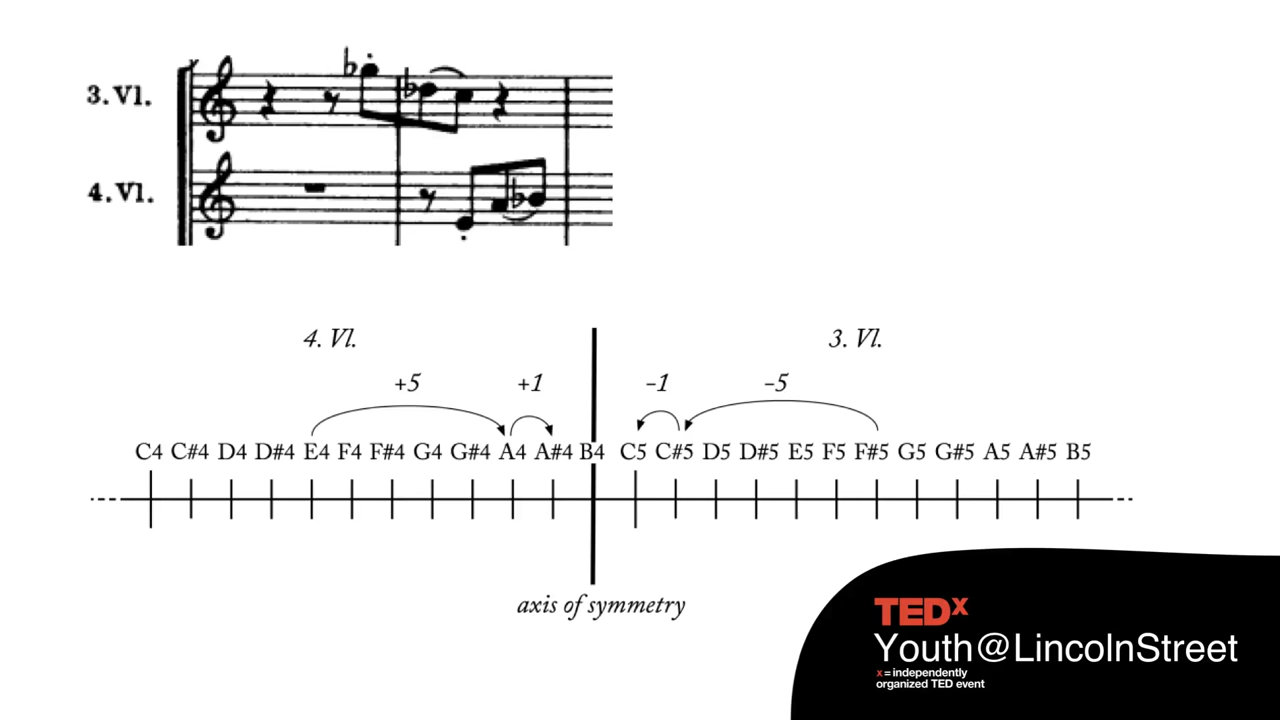 3. Vl.
4. Vl.
4. Vl.
3. Vl.
+5
+1
–1
–5
C4 C#4 D4 D#4 E4 F4 F#4 G4 G#4 A4 A#4 B4 C5 C#5 D5 D#5 E5 F5 F#5 G5 G#5 A5 A#5 B5
axis of symmetry
TEDx
Youth@LincolnStreet
x = independently
organized TED event